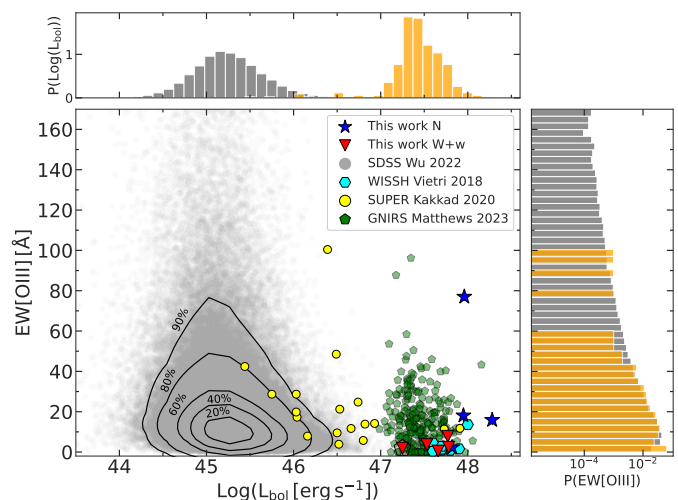 P(Log(L_bol))
1
0
This work N
This work W+w
SDSS Wu 2022
WISSH Vietri 2018
SUPER Kakkad 2020
GNIRS Matthews 2023
EW[OIII][Å]
160
140
120
100
80
60
40
20
0
90%
80%
60%
40%
20%
44
45
46
47
48
Log(L_bol [erg s⁻¹])
10⁻⁴
10⁻²
P(EW[OIII])